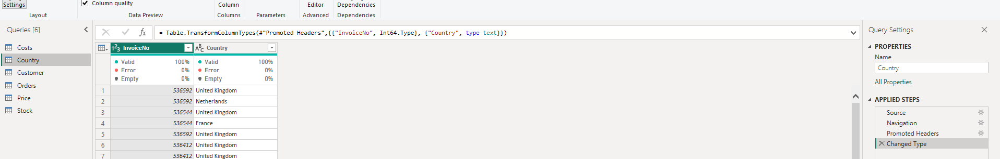 Settings
Layout
Column quality
Data Preview
Column
Columns
Parameters
Editor
Advanced
Dependencies
Dependencies
Queries [6]
Costs
Country
Customer
Orders
Price
Stock
fx
= Table.TransformColumnTypes(#"Promoted Headers",{{"InvoiceNo", Int64.Type}, {"Country", type text}})
123 InvoiceNo ABC Country
Valid 100% Valid 100%
Error 0% Error 0%
Empty 0% Empty 0%
1 536592 United Kingdom
2 536592 Netherlands
3 536544 United Kingdom
4 536544 France
5 536592 United Kingdom
6 536412 United Kingdom
7 536412 United Kingdom
Query Settings
PROPERTIES
Name
Country
All Properties
APPLIED STEPS
Source
Navigation
Promoted Headers
Changed Type